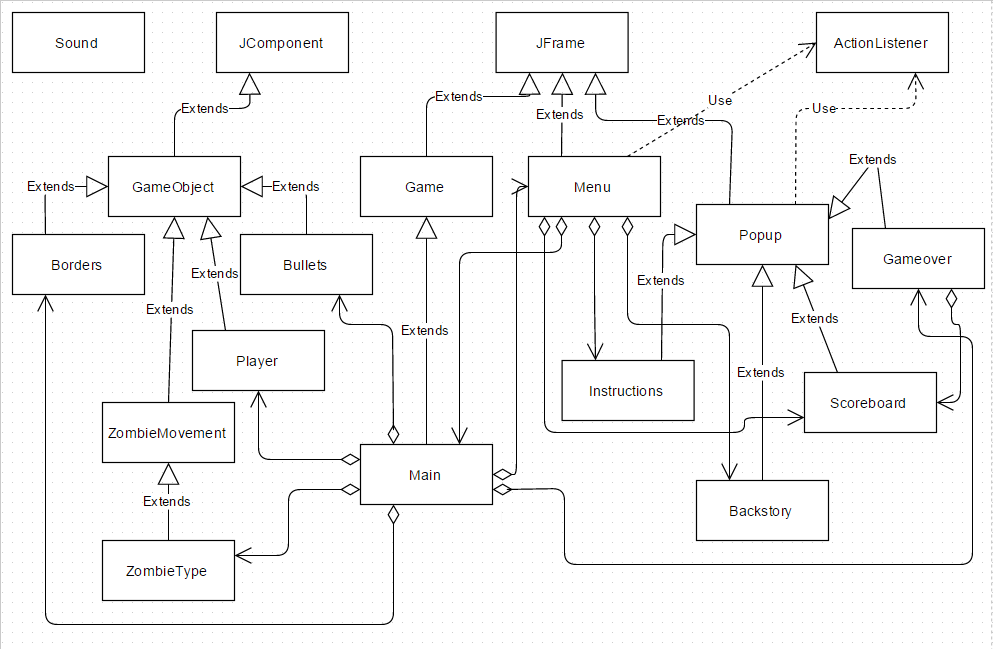 Sound
JComponent
JFrame
ActionListener
Extends
Extends
Use
Use
Extends
Extends
Extends
Extends
GameObject
Extends
Game
Menu
Popup
Borders
Bullets
Gameover
Extends
Extends
Extends
Extends
Extends
Player
Extends
Instructions
Scoreboard
ZombieMovement
Main
Extends
Backstory
ZombieType